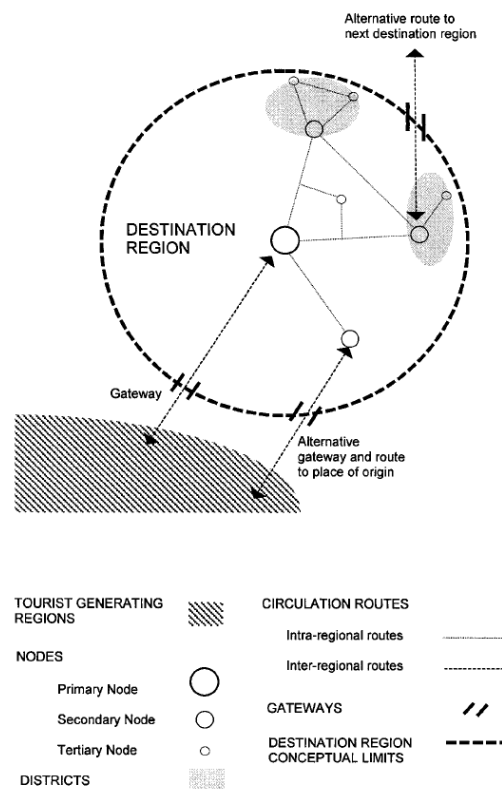 Alternative route to
next destination region
DESTINATION
REGION
Gateway
Alternative
gateway and route
to place of origin
TOURIST GENERATING
REGIONS
NODES
Primary Node
Secondary Node
Tertiary Node
DISTRICTS
CIRCULATION ROUTES
Intra-regional routes
Inter-regional routes
GATEWAYS
DESTINATION REGION
CONCEPTUAL LIMITS